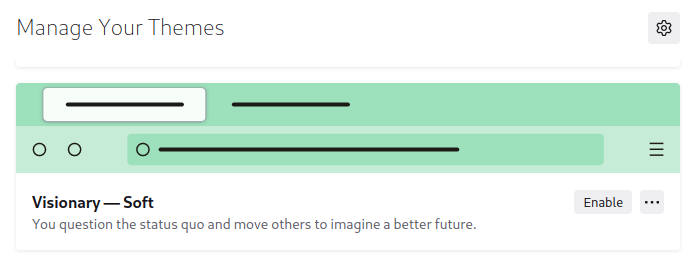 Manage Your Themes
Visionary — Soft
Enable
You question the status quo and move others to imagine a better future.